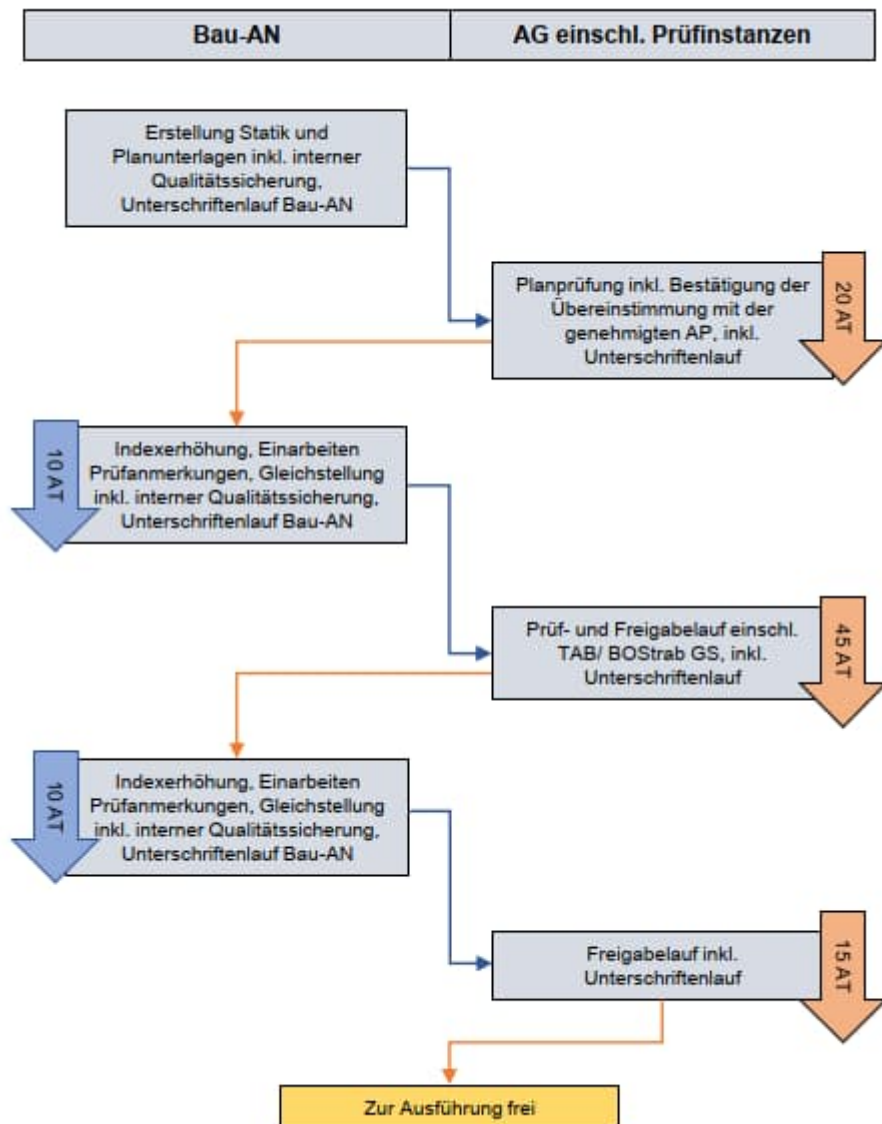 Bau-AN
AG einschl. Prüfinstanzen
Erstellung Statik und
Planunterlagen inkl. interner
Qualitätssicherung,
Unterschriftenlauf Bau-AN
Planprüfung inkl. Bestätigung der
Übereinstimmung mit der
genehmigten AP, inkl.
Unterschriftenlauf
20 AT
10 AT
Indexerhöhung, Einarbeiten
Prüfanmerkungen, Gleichstellung
inkl. interner Qualitätssicherung,
Unterschriftenlauf Bau-AN
Prüf- und Freigabelauf einschl.
TAB/ BOStrab GS, inkl.
Unterschriftenlauf
45 AT
10 AT
Indexerhöhung, Einarbeiten
Prüfanmerkungen, Gleichstellung
inkl. interner Qualitätssicherung,
Unterschriftenlauf Bau-AN
Freigabelauf inkl.
Unterschriftenlauf
15 AT
Zur Ausführung frei